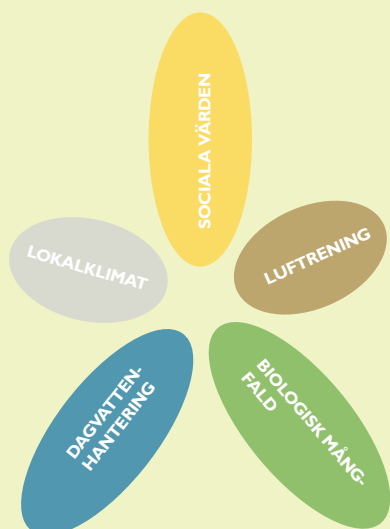 SOCIALA VÄRDEN
LOKALKLIMAT
LUFTRENING
DAGVATTEN-
HANTERING
BIOLOGISK MÅNG-
FALD